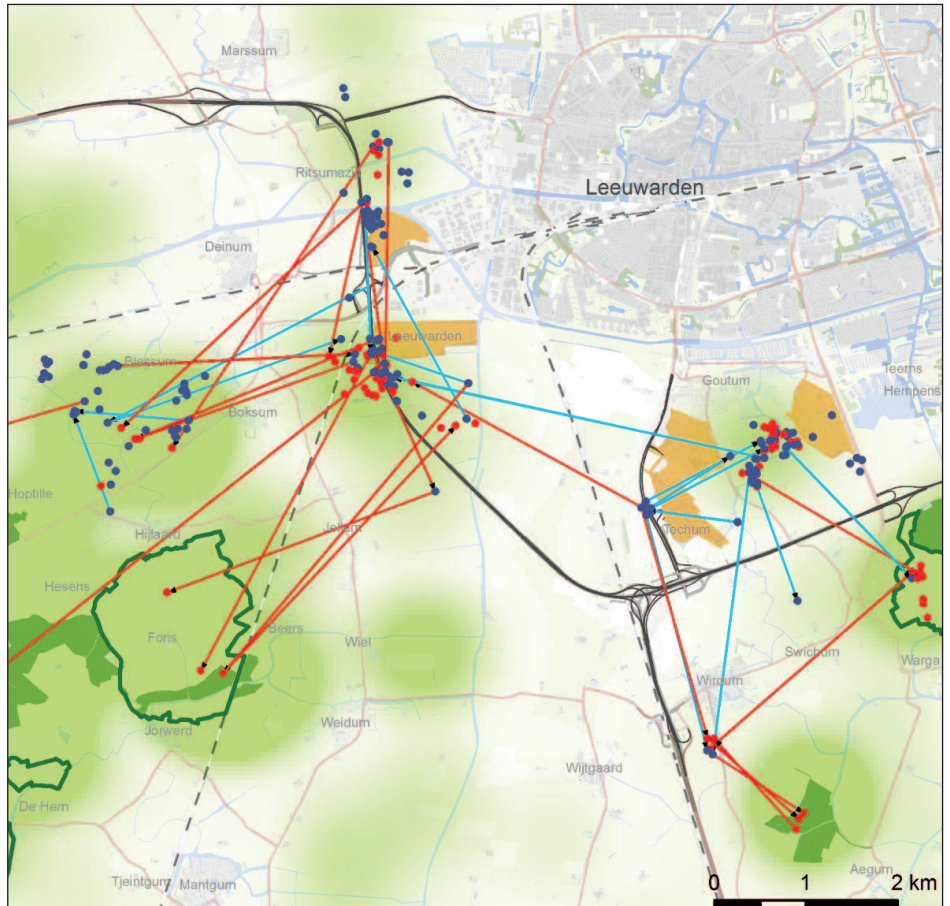 Marssum
Ritsumazijl
Leeuwarden
Deinum
Leeuwarden
Blessum
Goutum
Teerns
Hempens
Boksum
Hoptille
Jellum
Techum
Hijlaard
Hesens
Fons
Beers
Wiel
Swichum
Warga
Wirdum
Jorwerd
Weidum
Wijtgaard
De Hem
Aegum
Tjeintgum
Mantgum
0 1 2 km